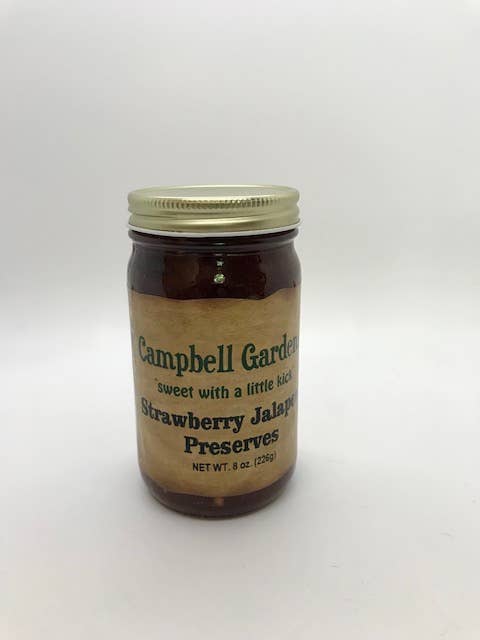 Campbell Garden
"sweet with a little kick"
Strawberry Jalape
Preserves
NET WT. 8 oz. (226g)